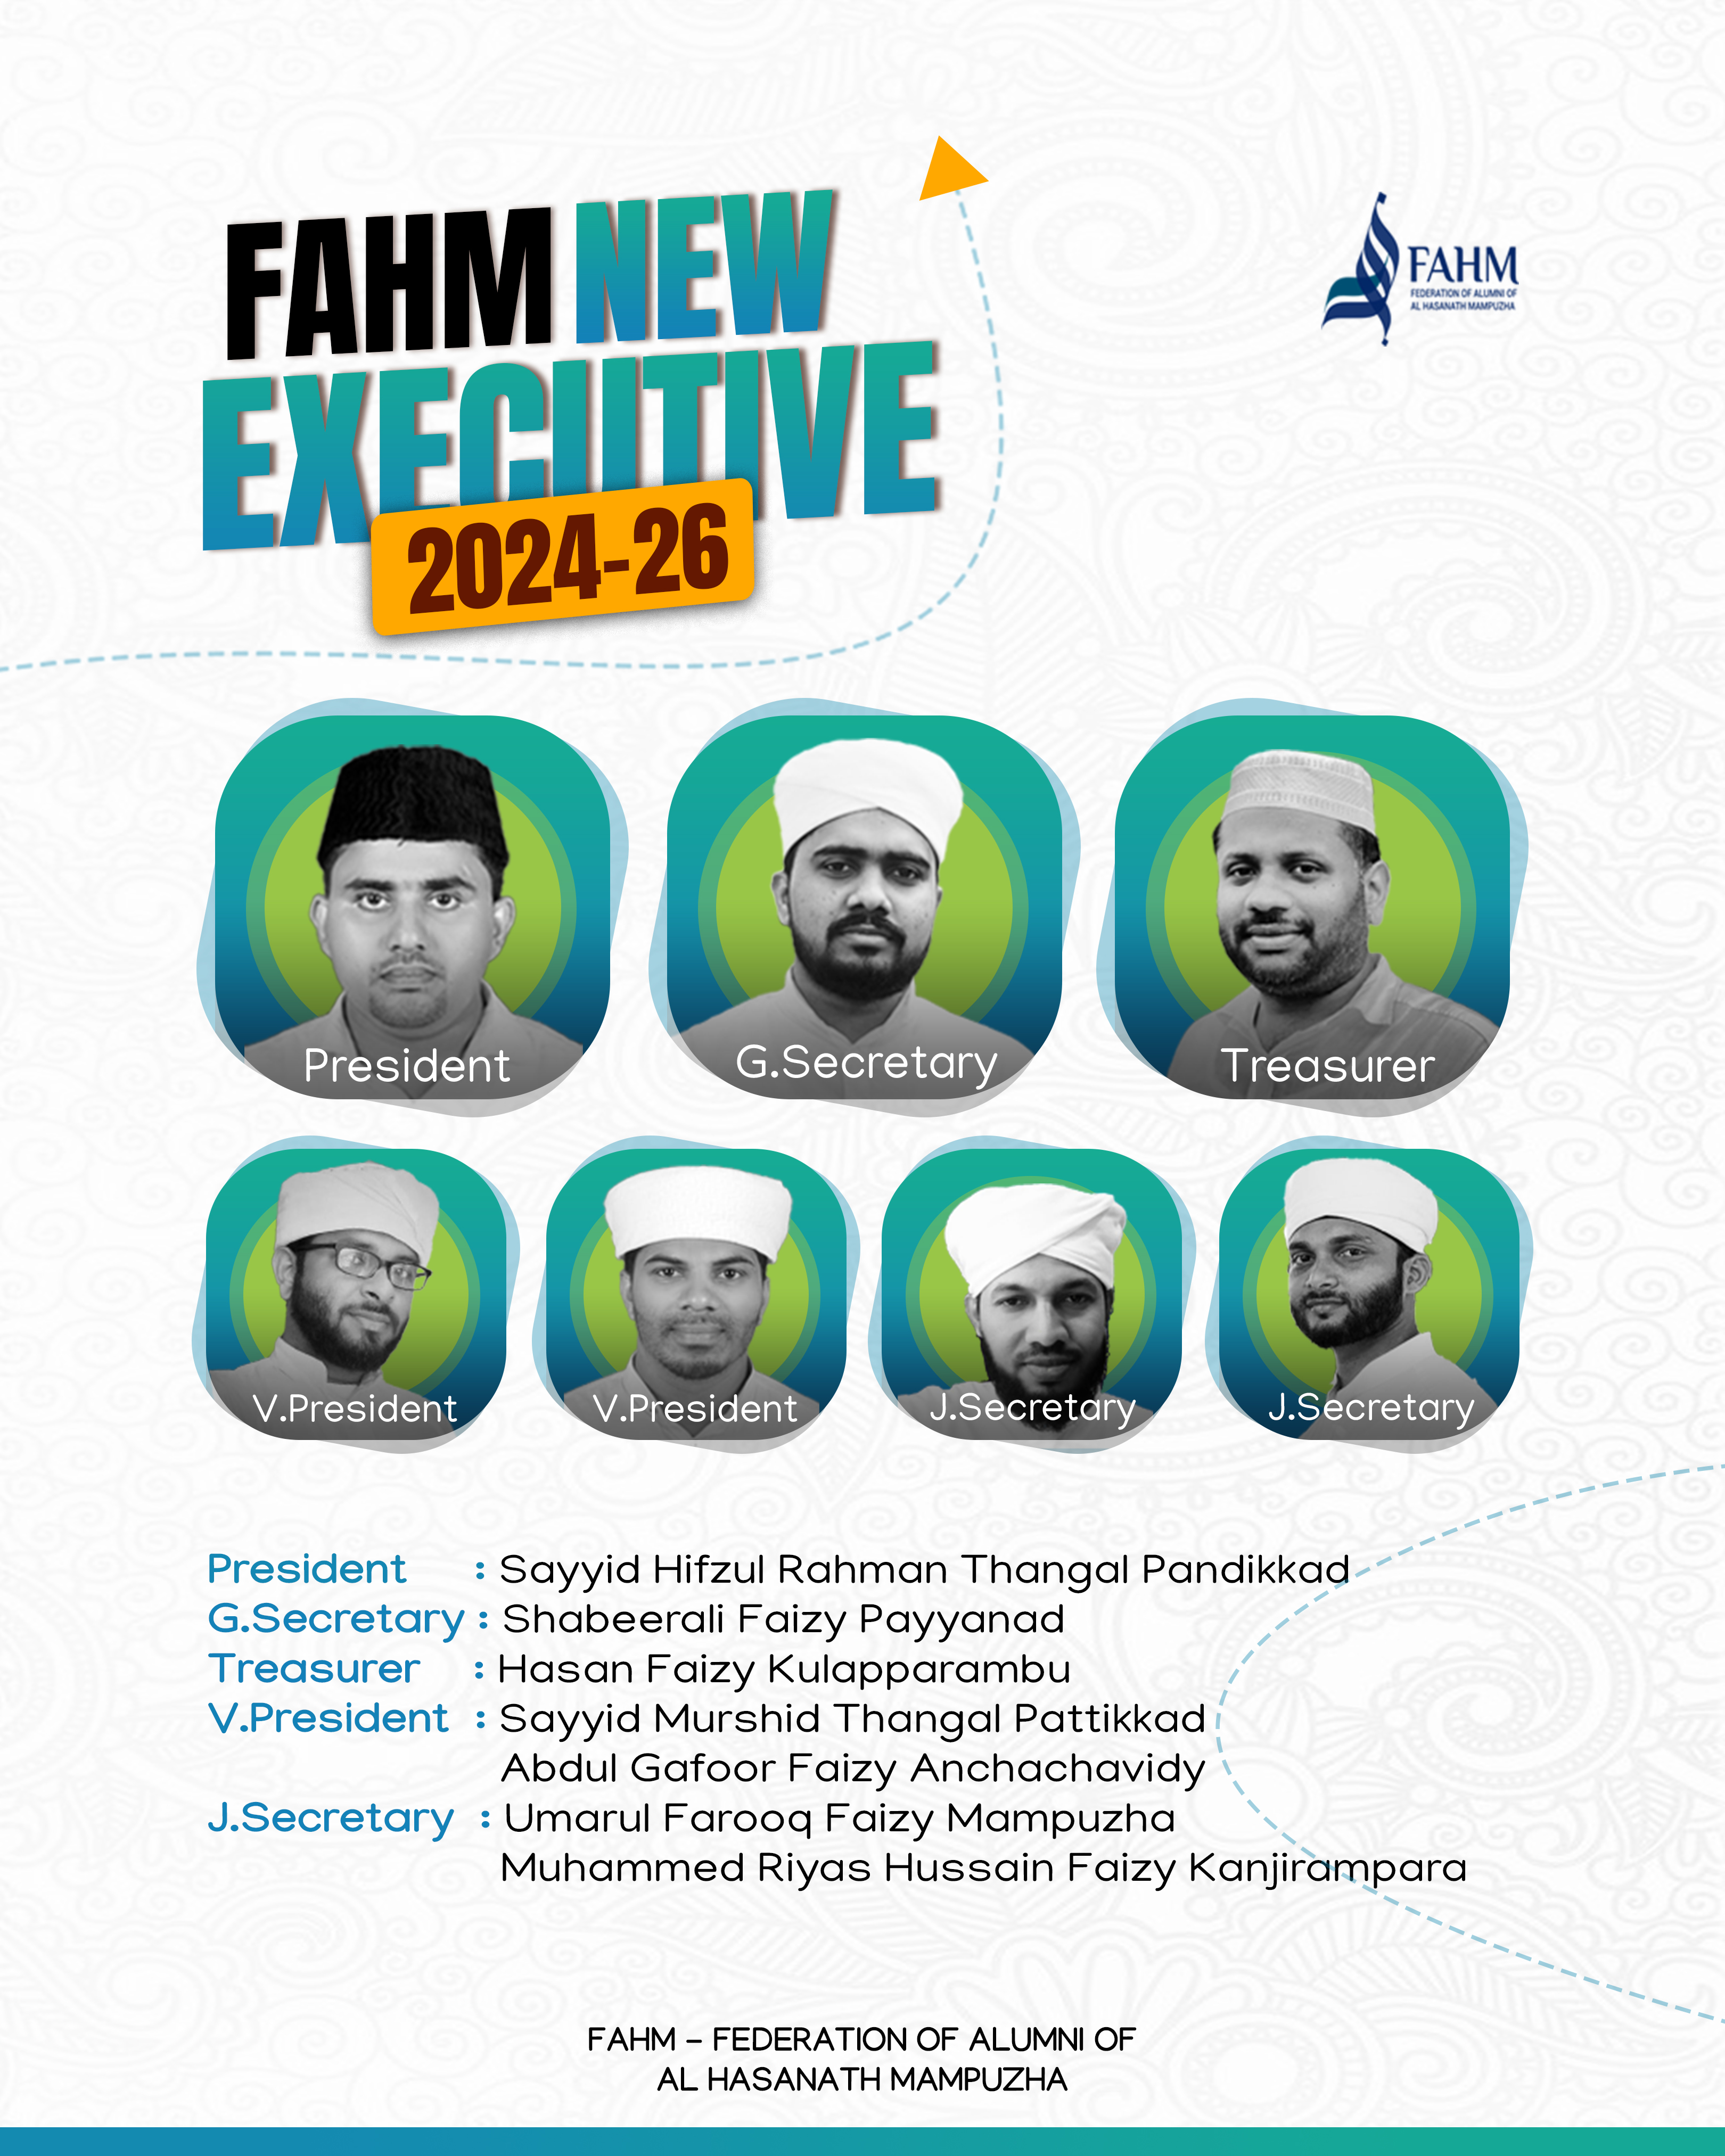 FAHM NEW
EXECUTIVE
2024-26
FAHM
FEDERATION OF ALUMNI OF
AL HASANATH MAMPUZHA
President
G.Secretary
Treasurer
V.President
V.President
J.Secretary
J.Secretary
President : Sayyid Hifzul Rahman Thangal Pandikkad
G.Secretary : Shabeerali Faizy Payyanad
Treasurer : Hasan Faizy Kulapparambu
V.President : Sayyid Murshid Thangal Pattikkad
Abdul Gafoor Faizy Anchachavidy
J.Secretary : Umarul Farooq Faizy Mampuzha
Muhammed Riyas Hussain Faizy Kanjirampara
FAHM - FEDERATION OF ALUMNI OF
AL HASANATH MAMPUZHA